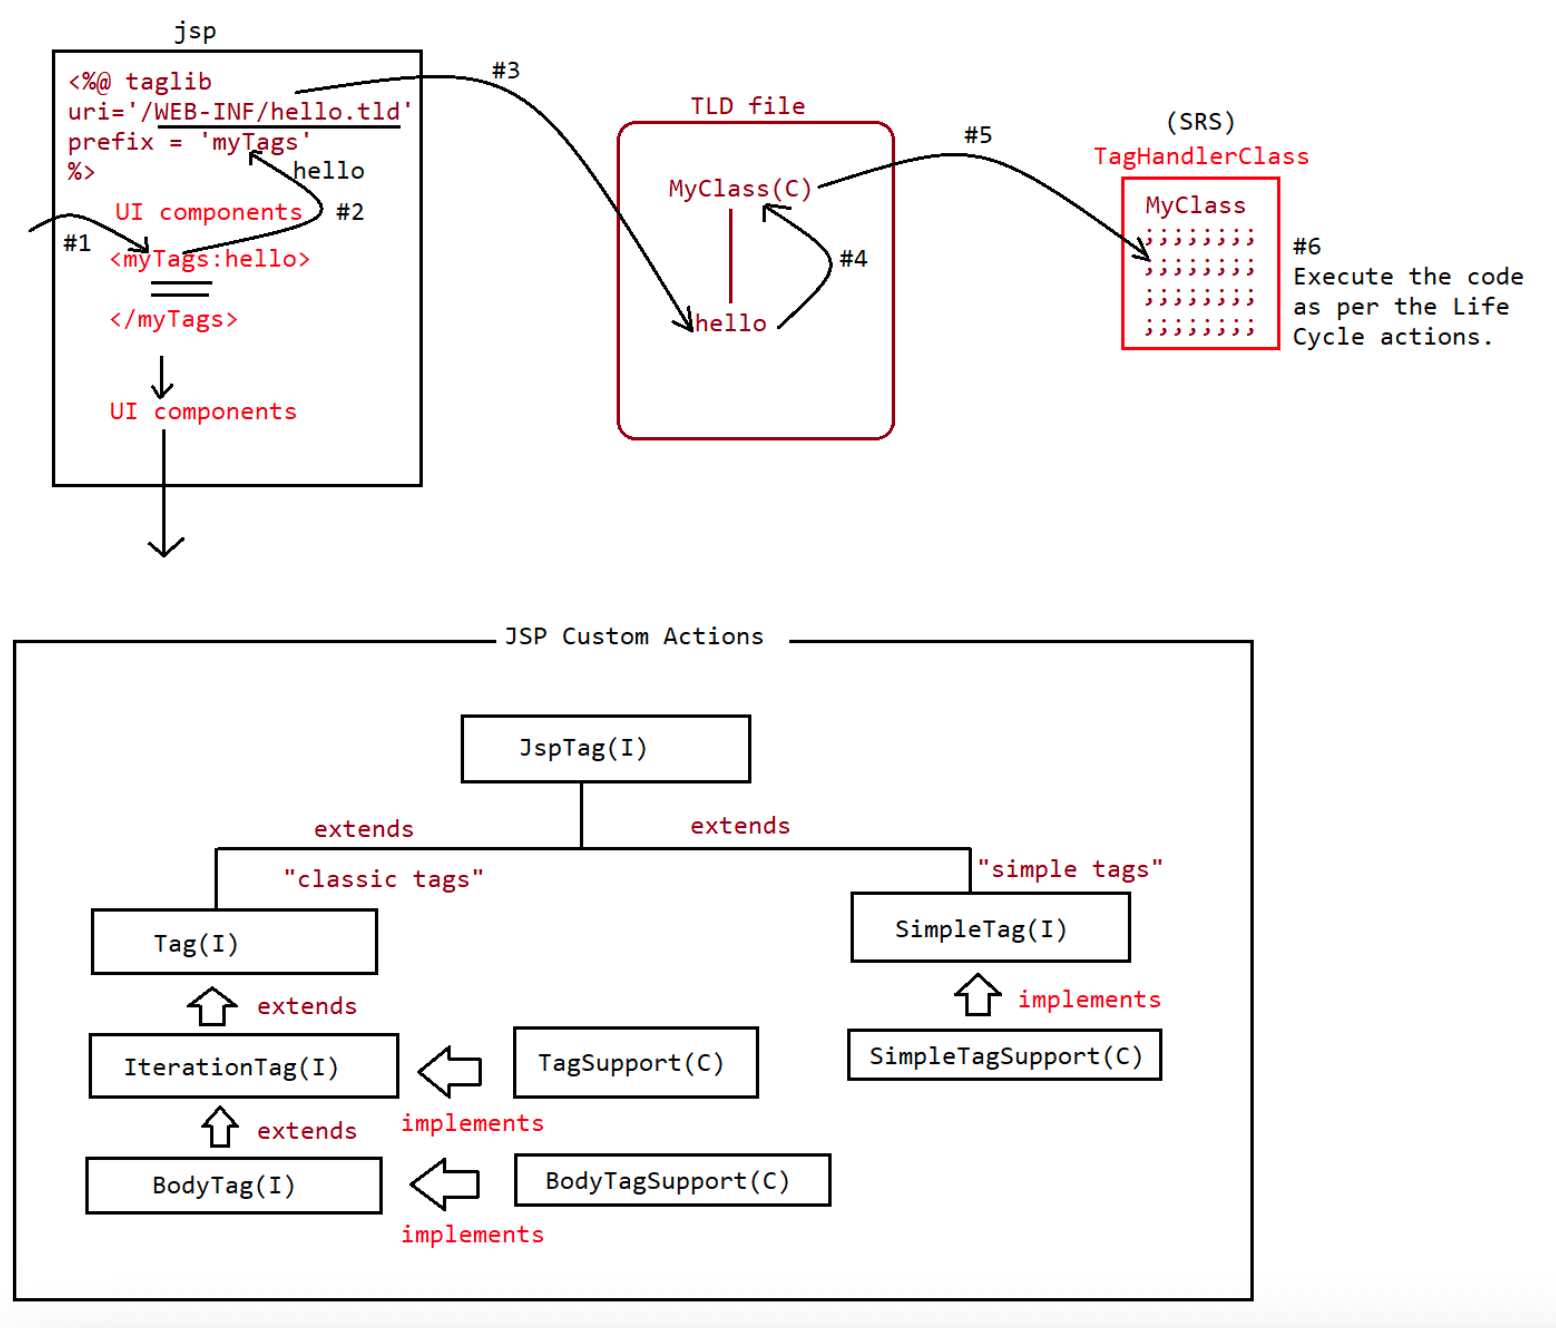 jsp
<%@ taglib
uri='/WEB-INF/hello.tld'
prefix = 'myTags'
%>
hello
UI components
#2
#1
<myTags:hello>
</myTags>
UI components
#3
TLD file
MyClass(C)
#4
hello
#5
(SRS)
TagHandlerClass
MyClass
;;;;;;;;
;;;;;;;;
;;;;;;;;
;;;;;;;;
#6
Execute the code
as per the Life
Cycle actions.
JSP Custom Actions
JspTag(I)
extends
extends
"classic tags"
"simple tags"
Tag(I)
SimpleTag(I)
extends
implements
IterationTag(I)
TagSupport(C)
SimpleTagSupport(C)
implements
extends
BodyTag(I)
BodyTagSupport(C)
implements